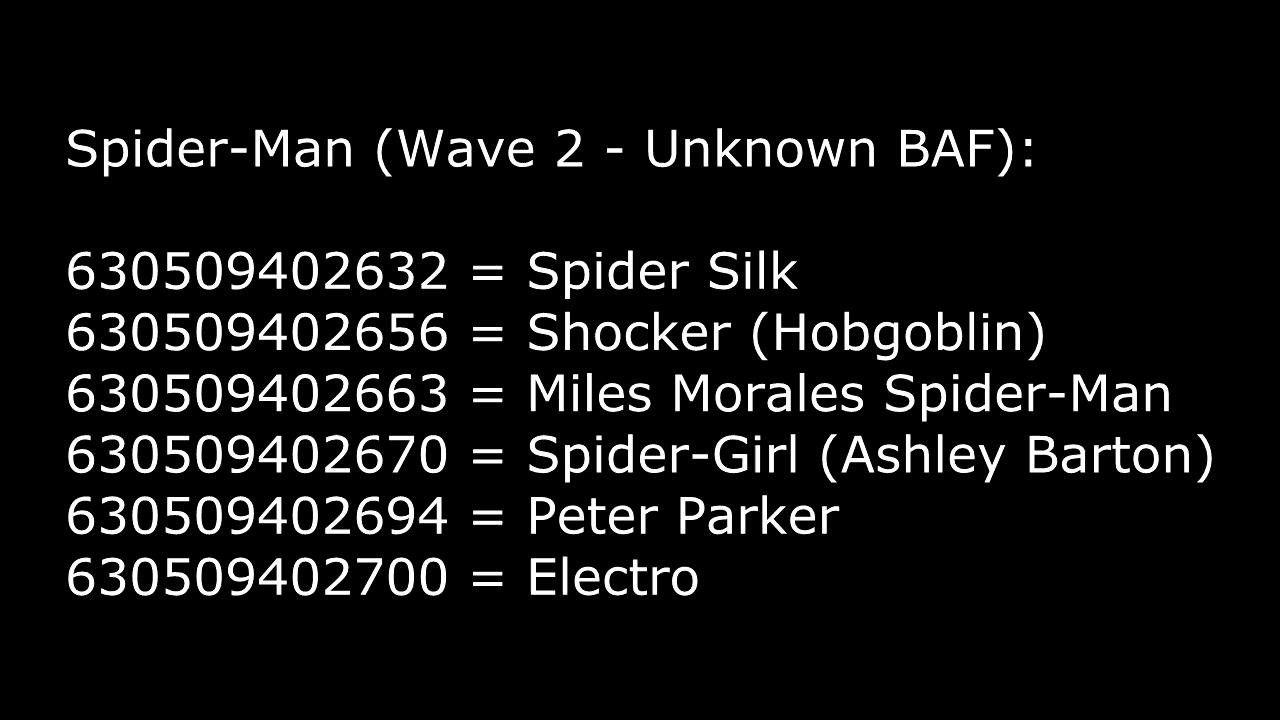 Spider-Man (Wave 2 - Unknown BAF):
630509402632 = Spider Silk
630509402656 = Shocker (Hobgoblin)
630509402663 = Miles Morales Spider-Man
630509402670 = Spider-Girl (Ashley Barton)
630509402694 = Peter Parker
630509402700 = Electro